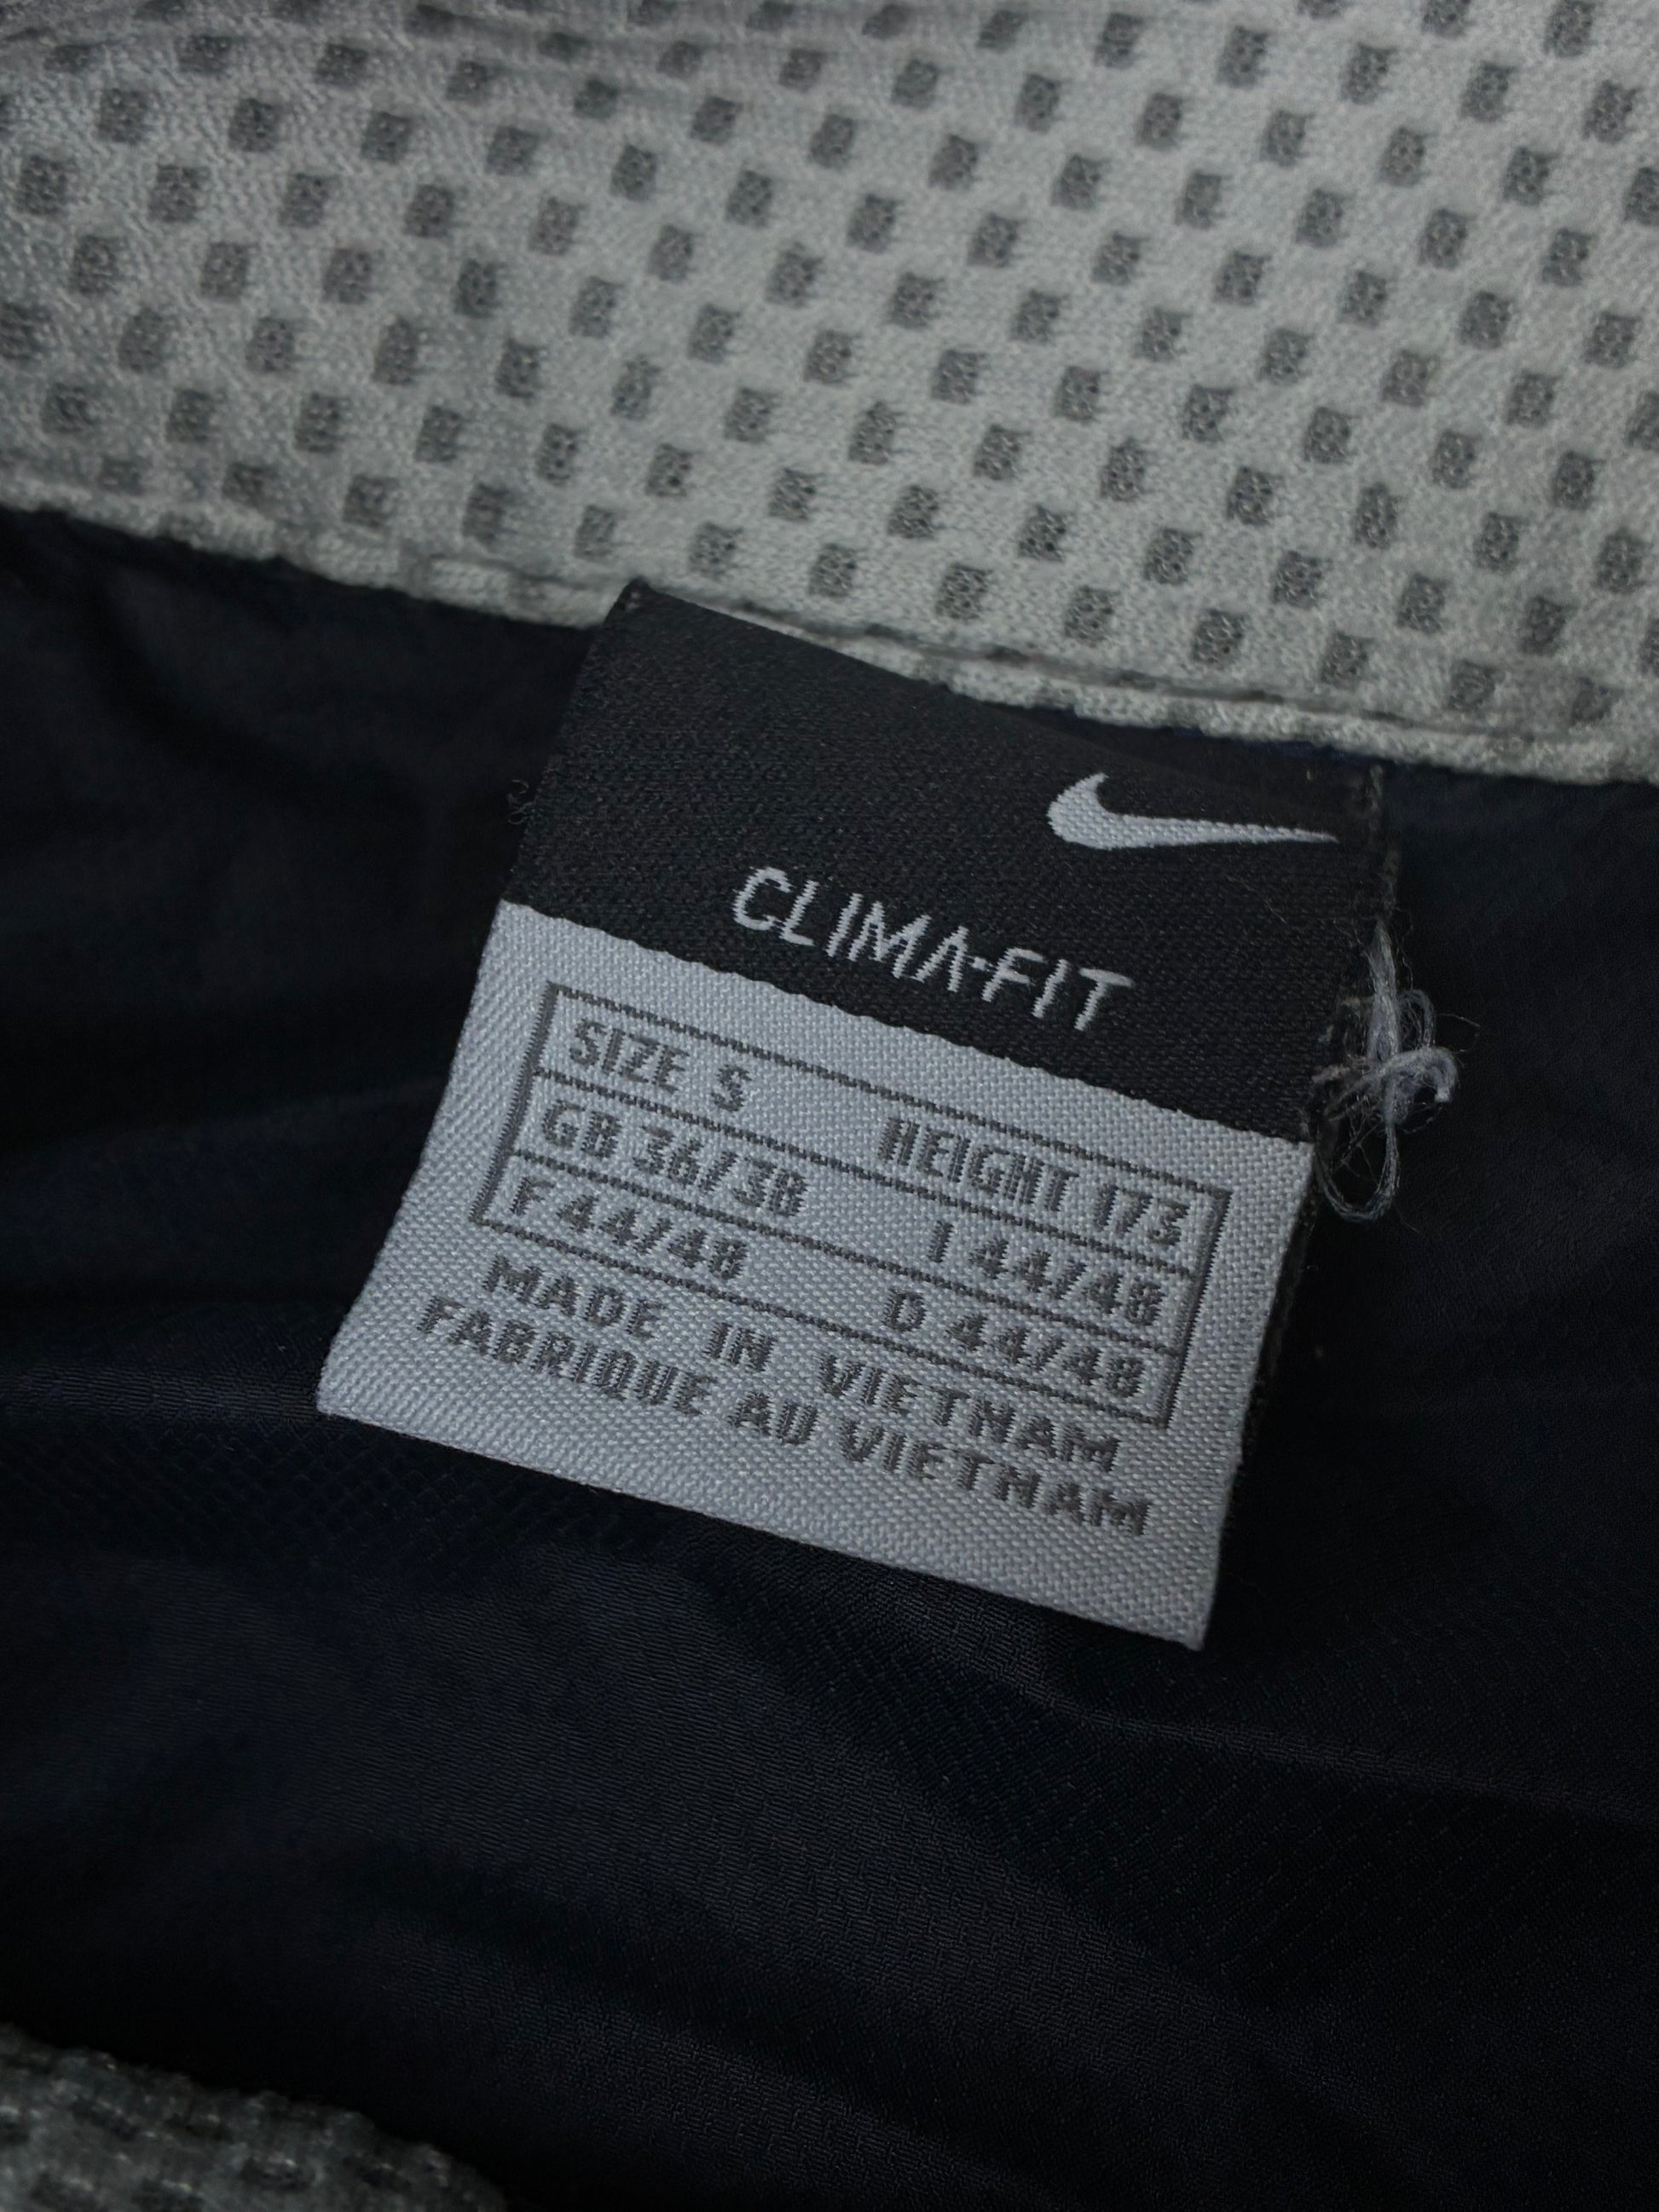 CLIMA-FIT
SIZE S HEIGHT 173
GB 36/38 I 44/48
F 44/48 D 44/48
MADE IN VIETNAM
FABRIQUE AU VIETNAM